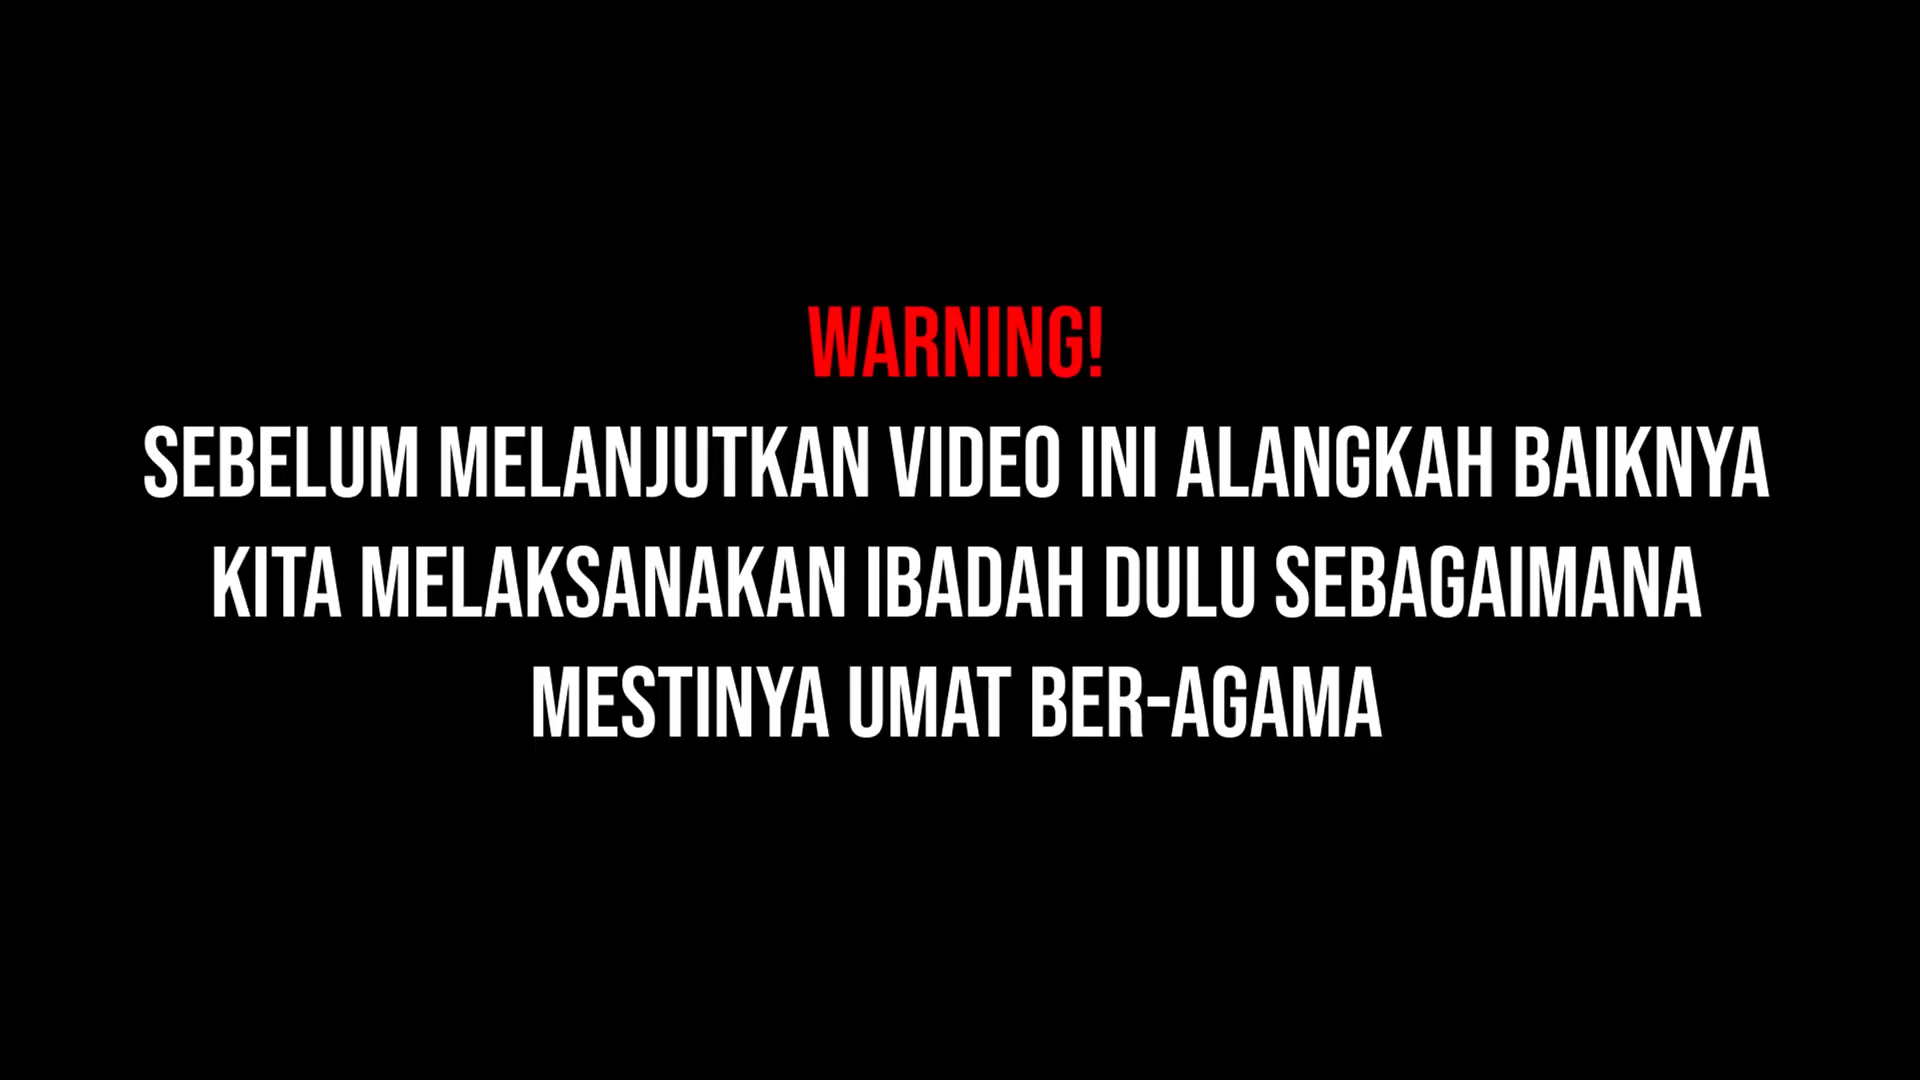 WARNING!
SEBELUM MELANJUTKAN VIDEO INI ALANGKAH BAIKNYA
KITA MELAKSANAKAN IBADAH DULU SEBAGAIMANA
MESTINYA UMAT BER-AGAMA